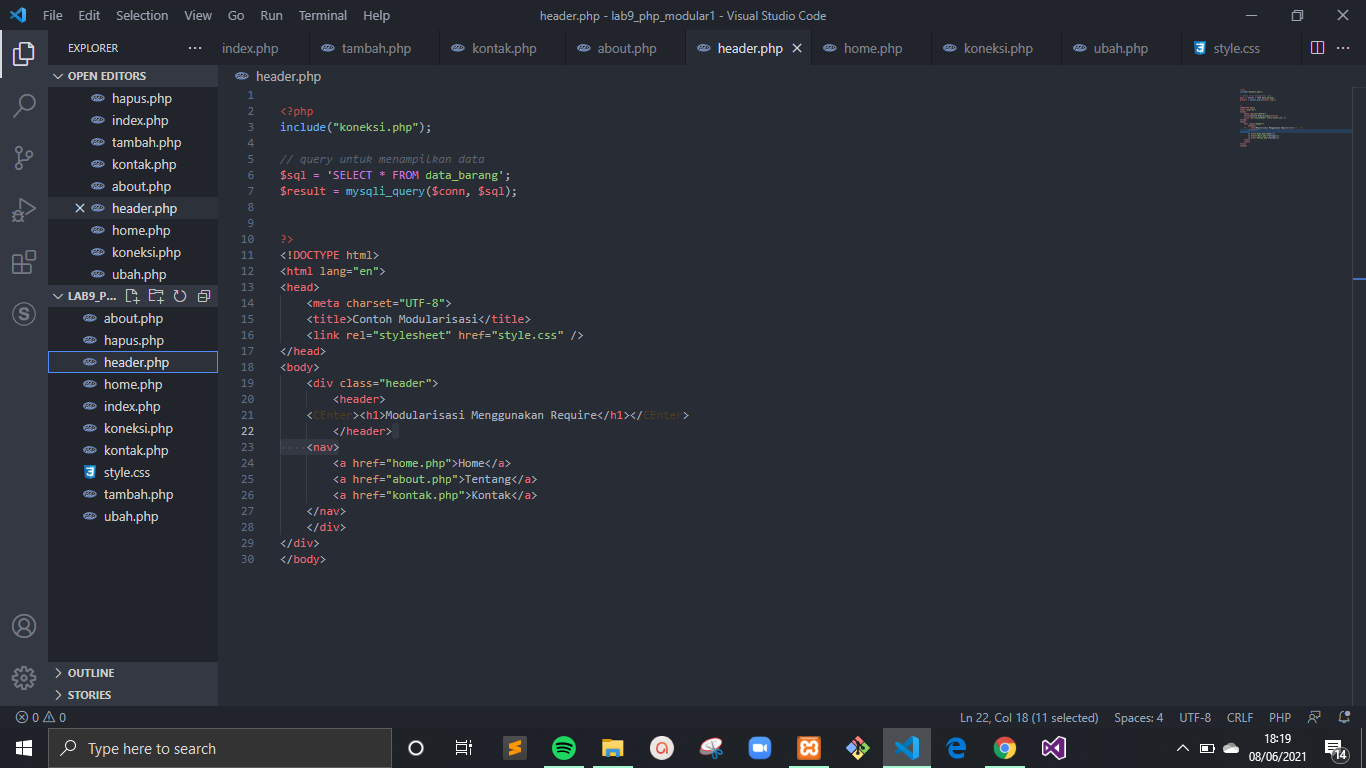 File Edit Selection View Go Run Terminal Help
header.php - lab9_php_modular1 - Visual Studio Code
EXPLORER
index.php tambah.php kontak.php about.php header.php home.php koneksi.php ubah.php style.css
OPEN EDITORS
hapus.php
index.php
tambah.php
kontak.php
about.php
header.php
home.php
koneksi.php
ubah.php
LAB9_P...
about.php
hapus.php
header.php
home.php
index.php
koneksi.php
kontak.php
style.css
tambah.php
ubah.php
OUTLINE
STORIES
header.php
1
2 <?php
3 include("koneksi.php");
4
5 // query untuk menampilkan data
6 $sql = 'SELECT * FROM data_barang';
7 $result = mysqli_query($conn, $sql);
8
9
10 ?>
11 <!DOCTYPE html>
12 <html lang="en">
13 <head>
14 <meta charset="UTF-8">
15 <title>Contoh Modularisasi</title>
16 <link rel="stylesheet" href="style.css" />
17 </head>
18 <body>
19 <div class="header">
20 <header>
21 <CEnter><h1>Modularisasi Menggunakan Require</h1></CEnter>
22 </header>
23 <nav>
24 <a href="home.php">Home</a>
25 <a href="about.php">Tentang</a>
26 <a href="kontak.php">Kontak</a>
27 </nav>
28 </div>
29 </div>
30 </body>
0 0
Ln 22, Col 18 (11 selected) Spaces: 4 UTF-8 CRLF PHP
Type here to search
18:19
08/06/2021
14